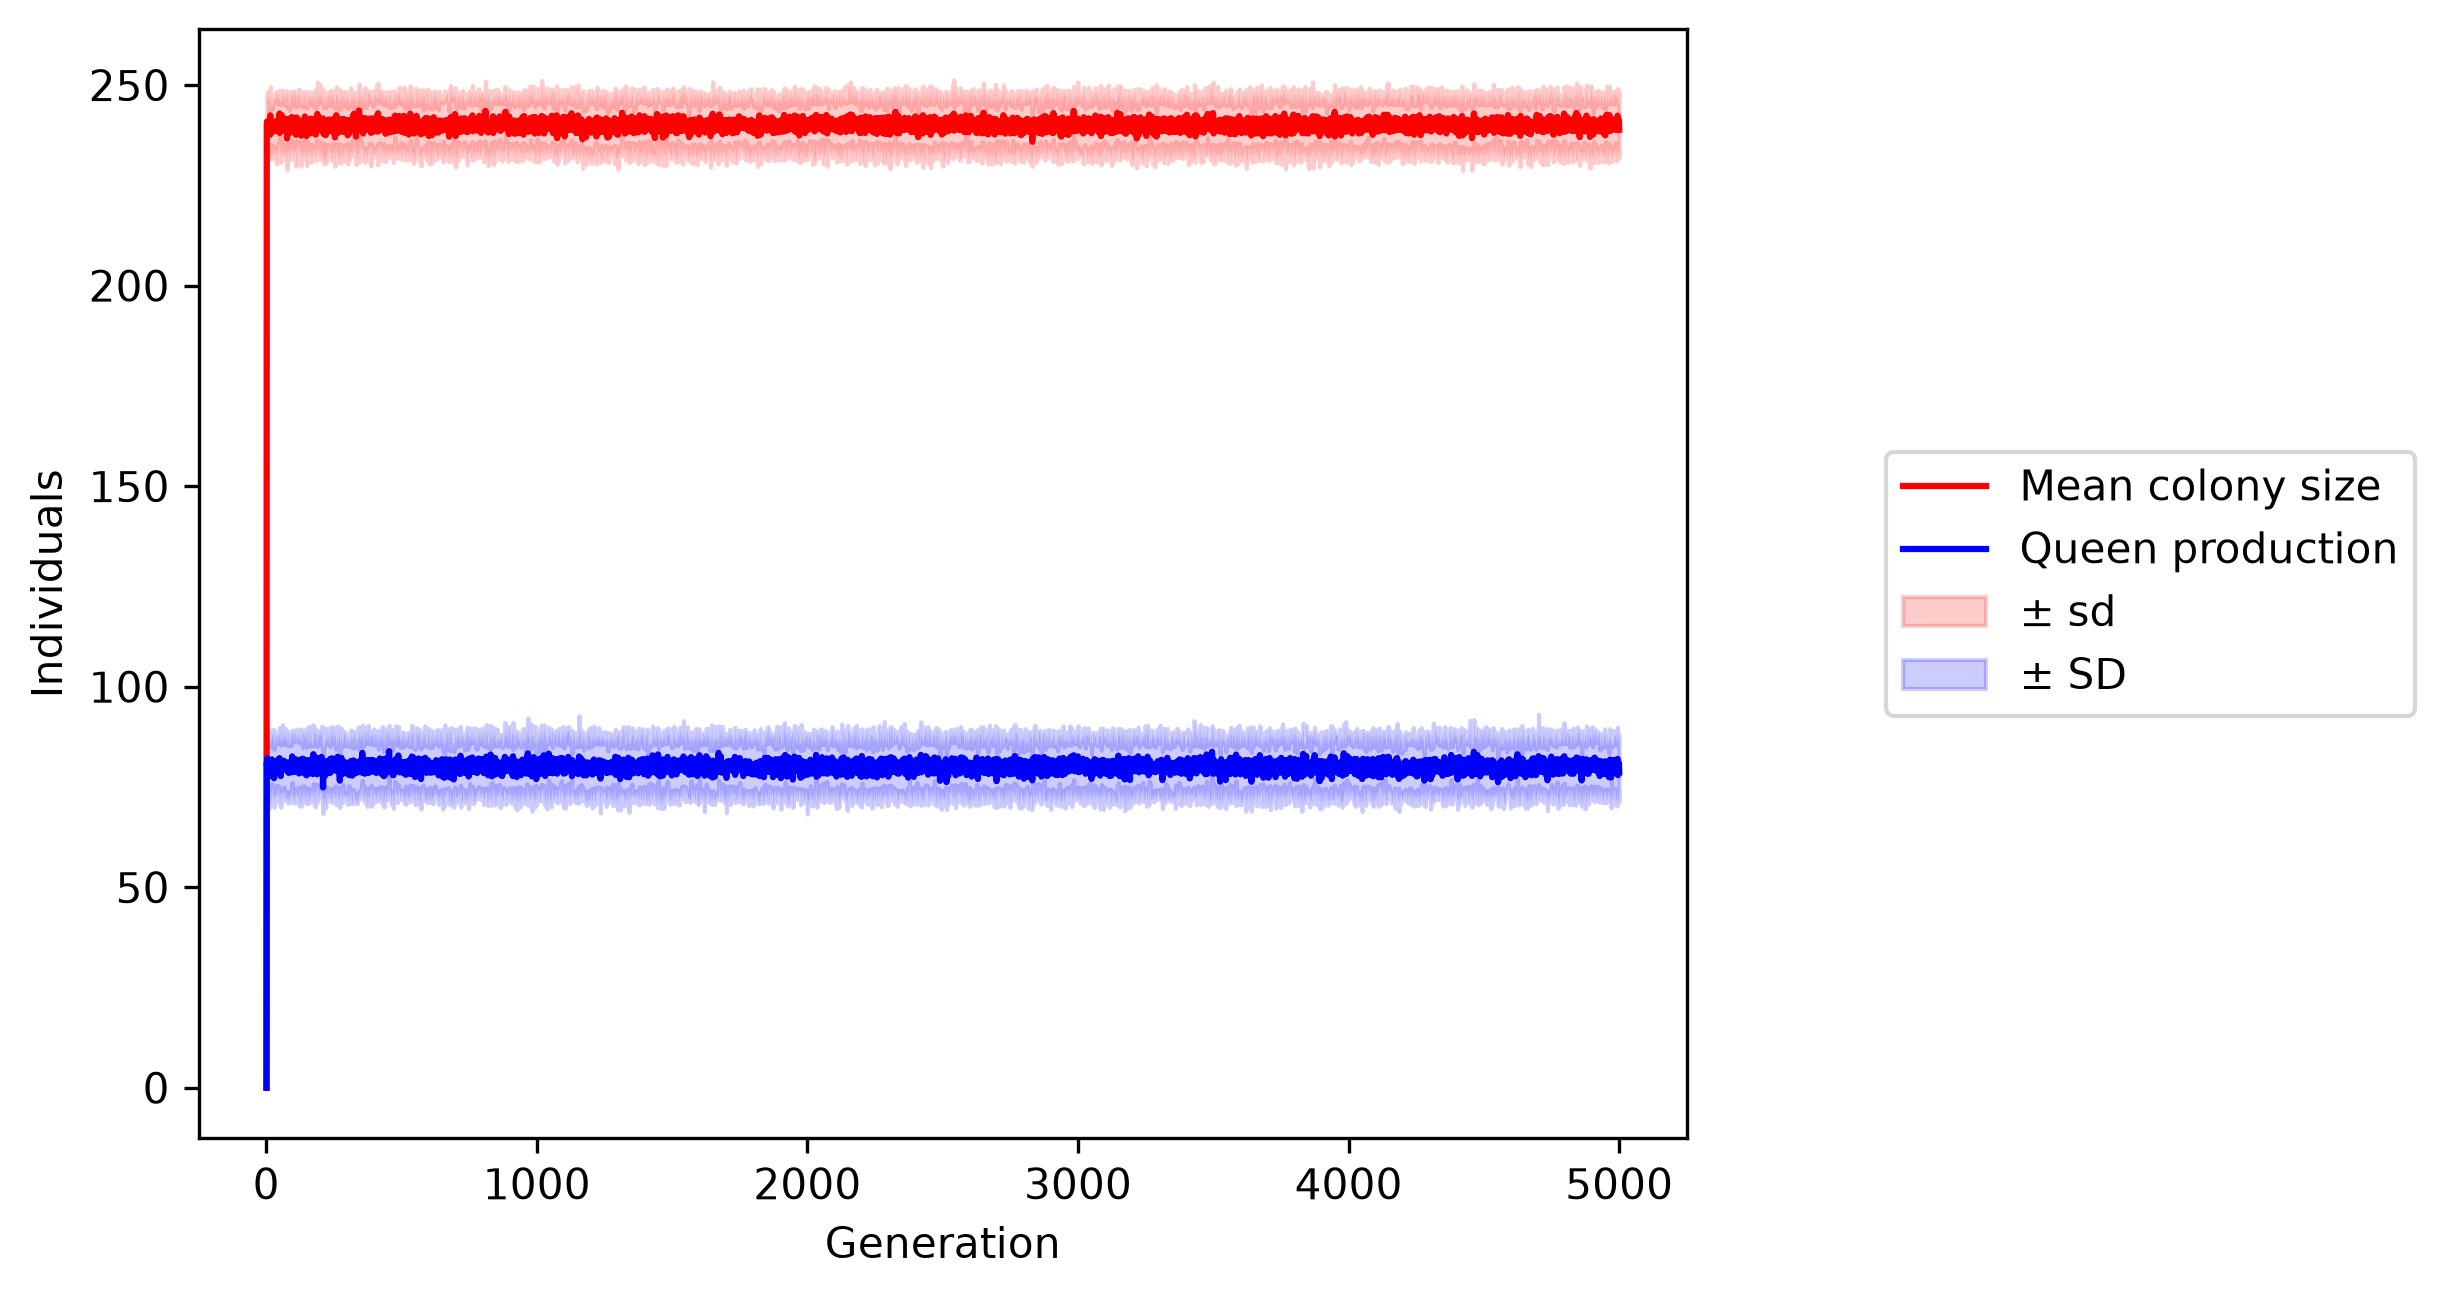 250
200
150
100
50
0
Individuals
0 1000 2000 3000 4000 5000
Generation
Mean colony size
Queen production
± sd
± SD